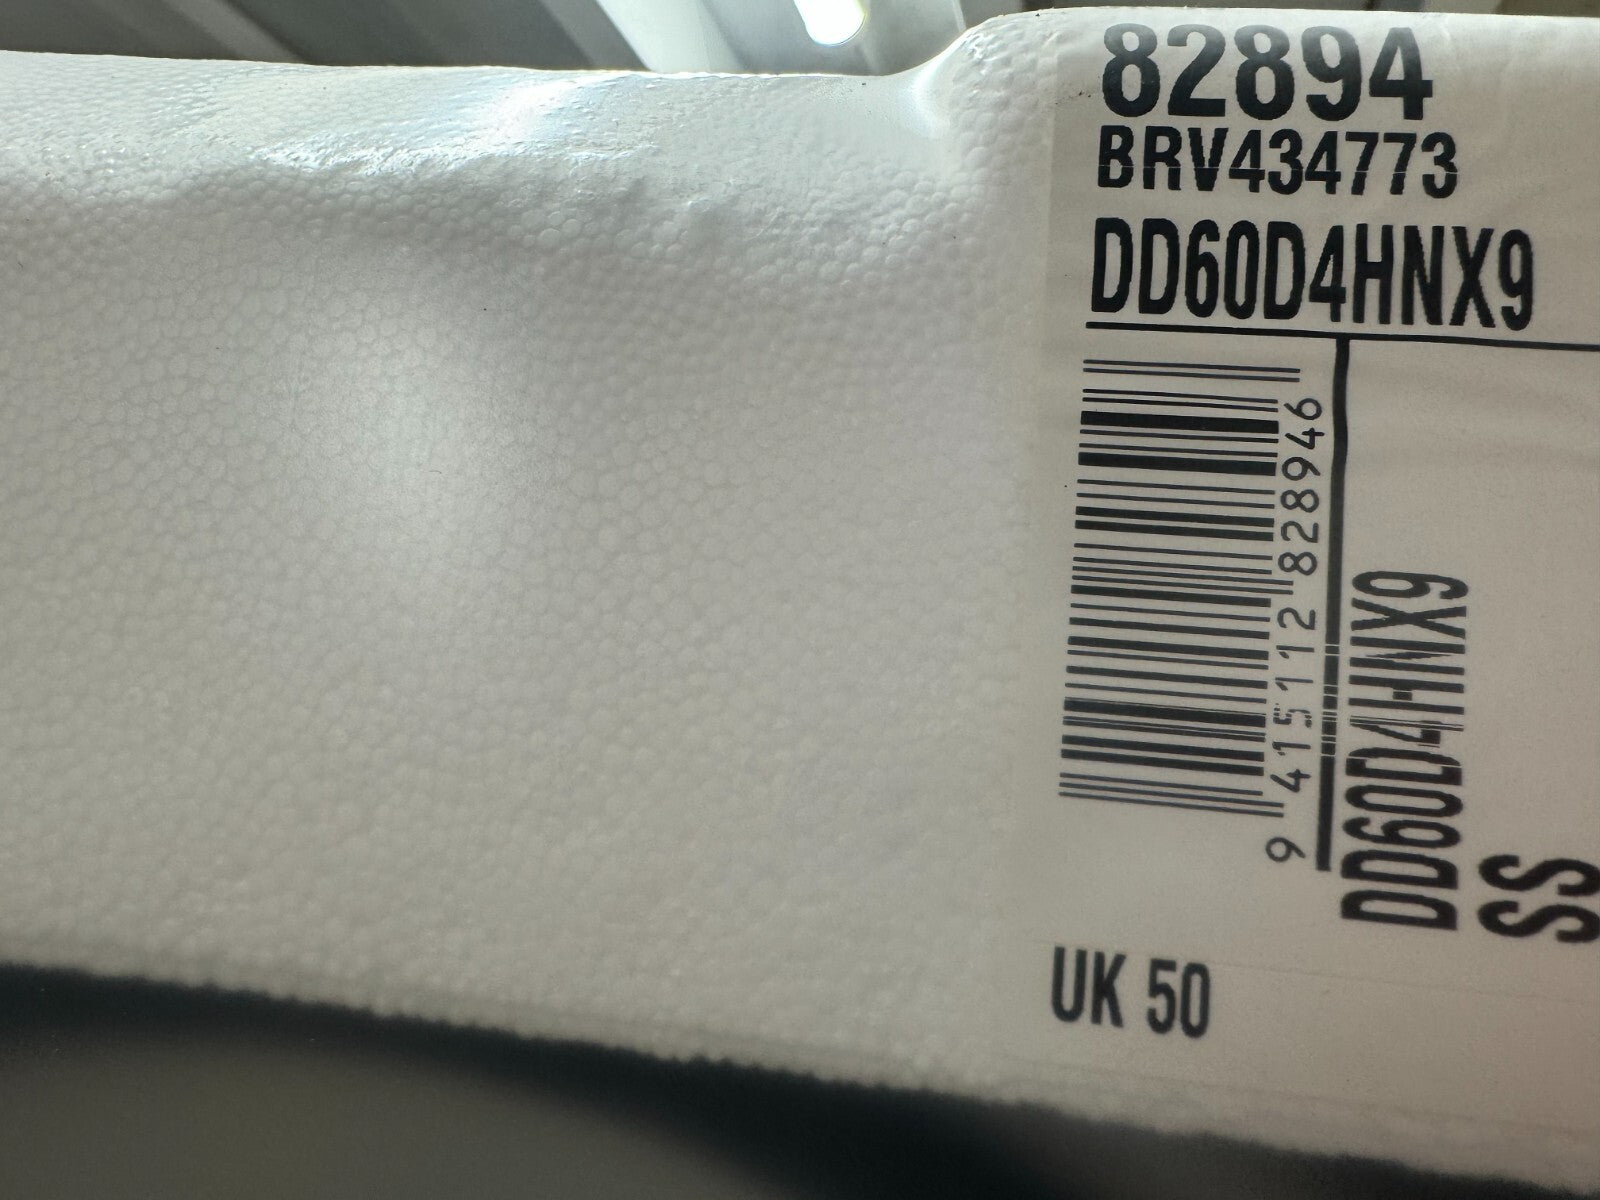 82894
BRV434773
DD60D4HNX9
9 415112 828946
DD60D4HNX9
SS
UK 50